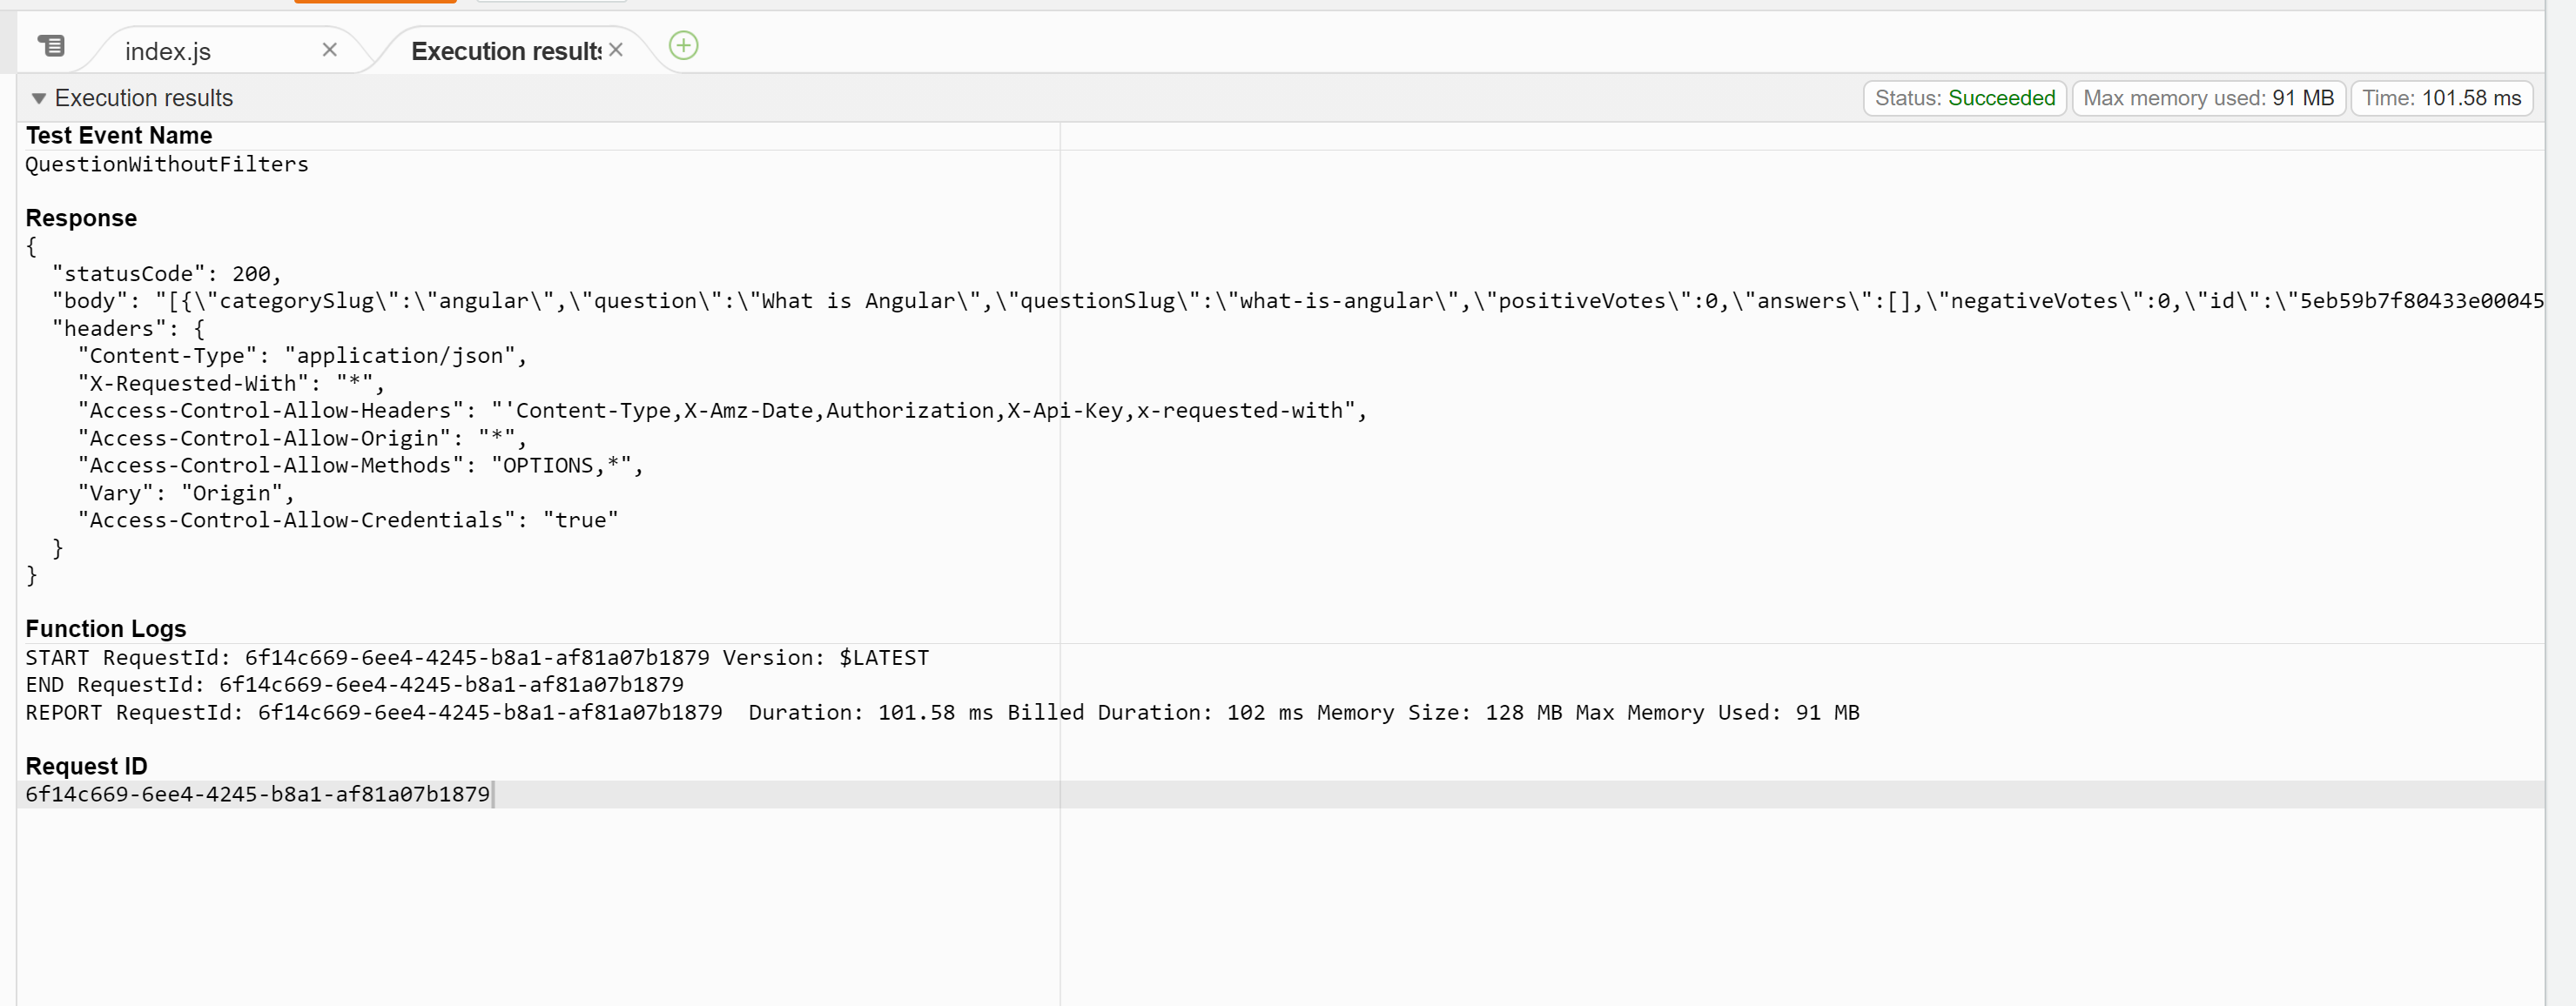 index.js
Execution results
Execution results
Status: Succeeded
Max memory used: 91 MB
Time: 101.58 ms
Test Event Name
QuestionWithoutFilters
Response
{
  "statusCode": 200,
  "body": "[{\"categorySlug\":\"angular\",\"question\":\"What is Angular\",\"questionSlug\":\"what-is-angular\",\"positiveVotes\":0,\"answers\":[],\"negativeVotes\":0,\"id\":\"5eb59b7f80433e00045
  "headers": {
    "Content-Type": "application/json",
    "X-Requested-With": "*",
    "Access-Control-Allow-Headers": "'Content-Type,X-Amz-Date,Authorization,X-Api-Key,x-requested-with",
    "Access-Control-Allow-Origin": "*",
    "Access-Control-Allow-Methods": "OPTIONS,*",
    "Vary": "Origin",
    "Access-Control-Allow-Credentials": "true"
  }
}
Function Logs
START RequestId: 6f14c669-6ee4-4245-b8a1-af81a07b1879 Version: $LATEST
END RequestId: 6f14c669-6ee4-4245-b8a1-af81a07b1879
REPORT RequestId: 6f14c669-6ee4-4245-b8a1-af81a07b1879  Duration: 101.58 ms Billed Duration: 102 ms Memory Size: 128 MB Max Memory Used: 91 MB
Request ID
6f14c669-6ee4-4245-b8a1-af81a07b1879